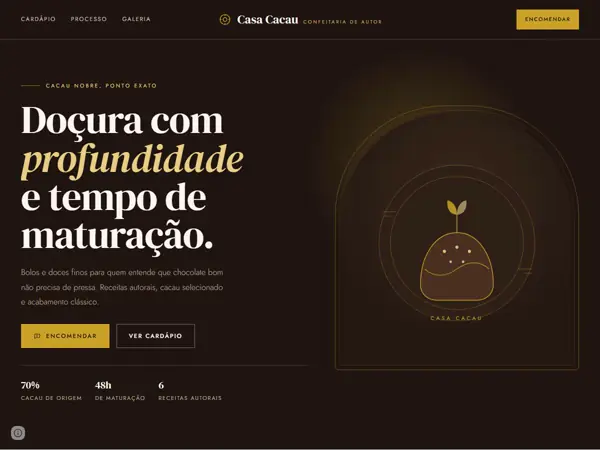 CARDÁPIO PROCESSO GALERIA
Casa Cacau CONFEITARIA DE AUTOR
ENCOMENDAR
CACAU NOBRE, PONTO EXATO
Doçura com
profundidade
e tempo de
maturação.
Bolos e doces finos para quem entende que chocolate bom
não precisa de pressa. Receitas autorais, cacau selecionado
e acabamento clássico.
ENCOMENDAR
VER CARDÁPIO
CASA CACAU
70% 48h 6
CACAU DE ORIGEM DE MATURAÇÃO RECEITAS AUTORAIS